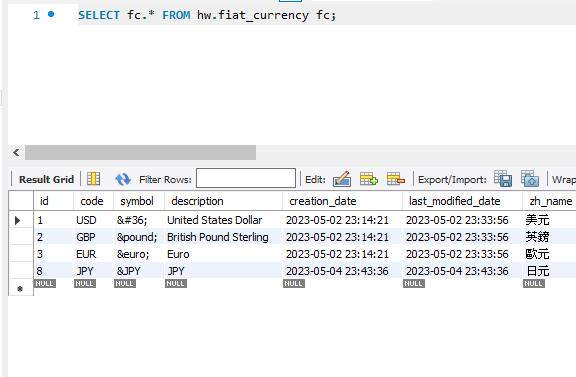 1 SELECT fc.* FROM hw.fiat_currency fc;
Result Grid Filter Rows: Edit: Export/Import: Wrap
id code symbol description creation_date last_modified_date zh_name
1 USD &#36; United States Dollar 2023-05-02 23:14:21 2023-05-02 23:33:56 美元
2 GBP &pound; British Pound Sterling 2023-05-02 23:14:21 2023-05-02 23:33:56 英鎊
3 EUR &euro; Euro 2023-05-02 23:14:21 2023-05-02 23:33:56 歐元
8 JPY &JPY JPY 2023-05-04 23:43:36 2023-05-04 23:43:36 日元
NULL NULL NULL NULL NULL NULL NULL